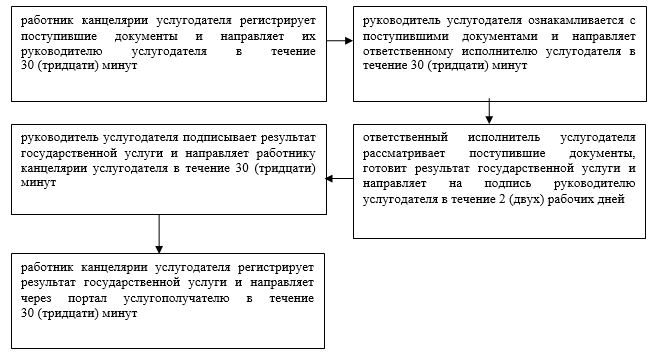 работник канцелярии услугодателя регистрирует
поступившие документы и направляет их
руководителю услугодателя в течение
30 (тридцати) минут
руководитель услугодателя ознакамливается с
поступившими документами и направляет
ответственному исполнителю услугодателя в
течение 30 (тридцати) минут
ответственный исполнитель услугодателя
рассматривает поступившие документы,
готовит результат государственной услуги и
направляет на подпись руководителю
услугодателя в течение 2 (двух) рабочих дней
руководитель услугодателя подписывает результат
государственной услуги и направляет работнику
канцелярии услугодателя в течение 30 (тридцати)
минут
работник канцелярии услугодателя регистрирует
результат государственной услуги и направляет
через портал услугополучателю в течение
30 (тридцати) минут